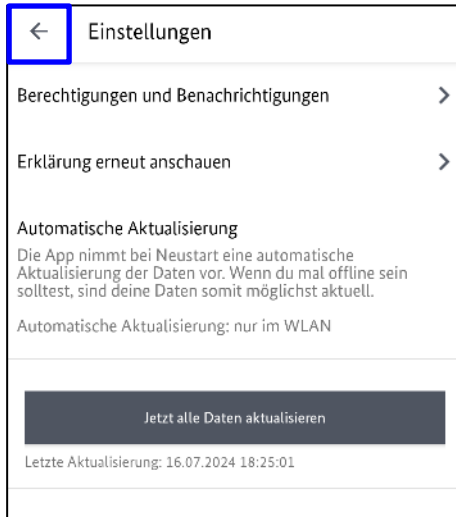 Einstellungen
Berechtigungen und Benachrichtigungen
Erklärung erneut anschauen
Automatische Aktualisierung
Die App nimmt bei Neustart eine automatische
Aktualisierung der Daten vor. Wenn du mal offline sein
solltest, sind deine Daten somit möglichst aktuell.
Automatische Aktualisierung: nur im WLAN
Jetzt alle Daten aktualisieren
Letzte Aktualisierung: 16.07.2024 18:25:01